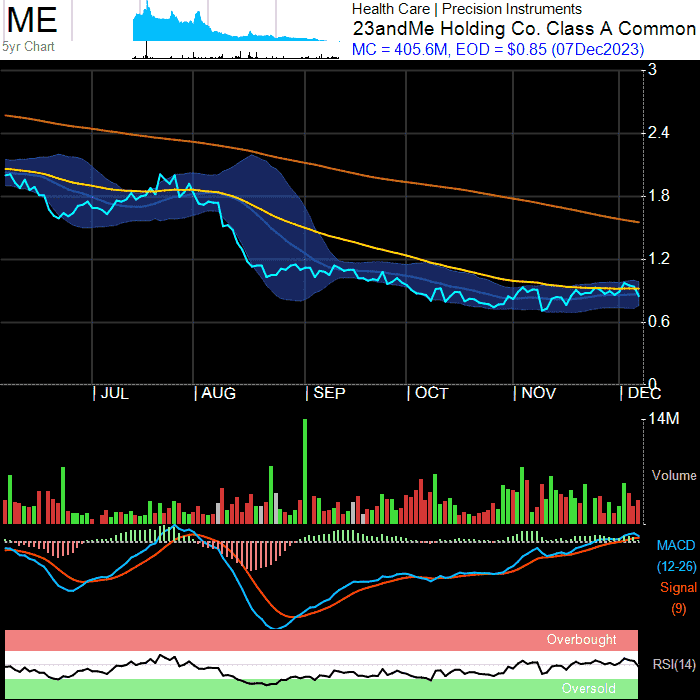 ME
5yr Chart
Health Care | Precision Instruments
23andMe Holding Co. Class A Common
MC = 405.6M, EOD = $0.85 (07Dec2023)
3
2.4
1.8
1.2
0.6
0
JUL
AUG
SEP
OCT
NOV
DEC
14M
Volume
MACD
(12-26)
Signal
(9)
Overbought
RSI(14)
Oversold